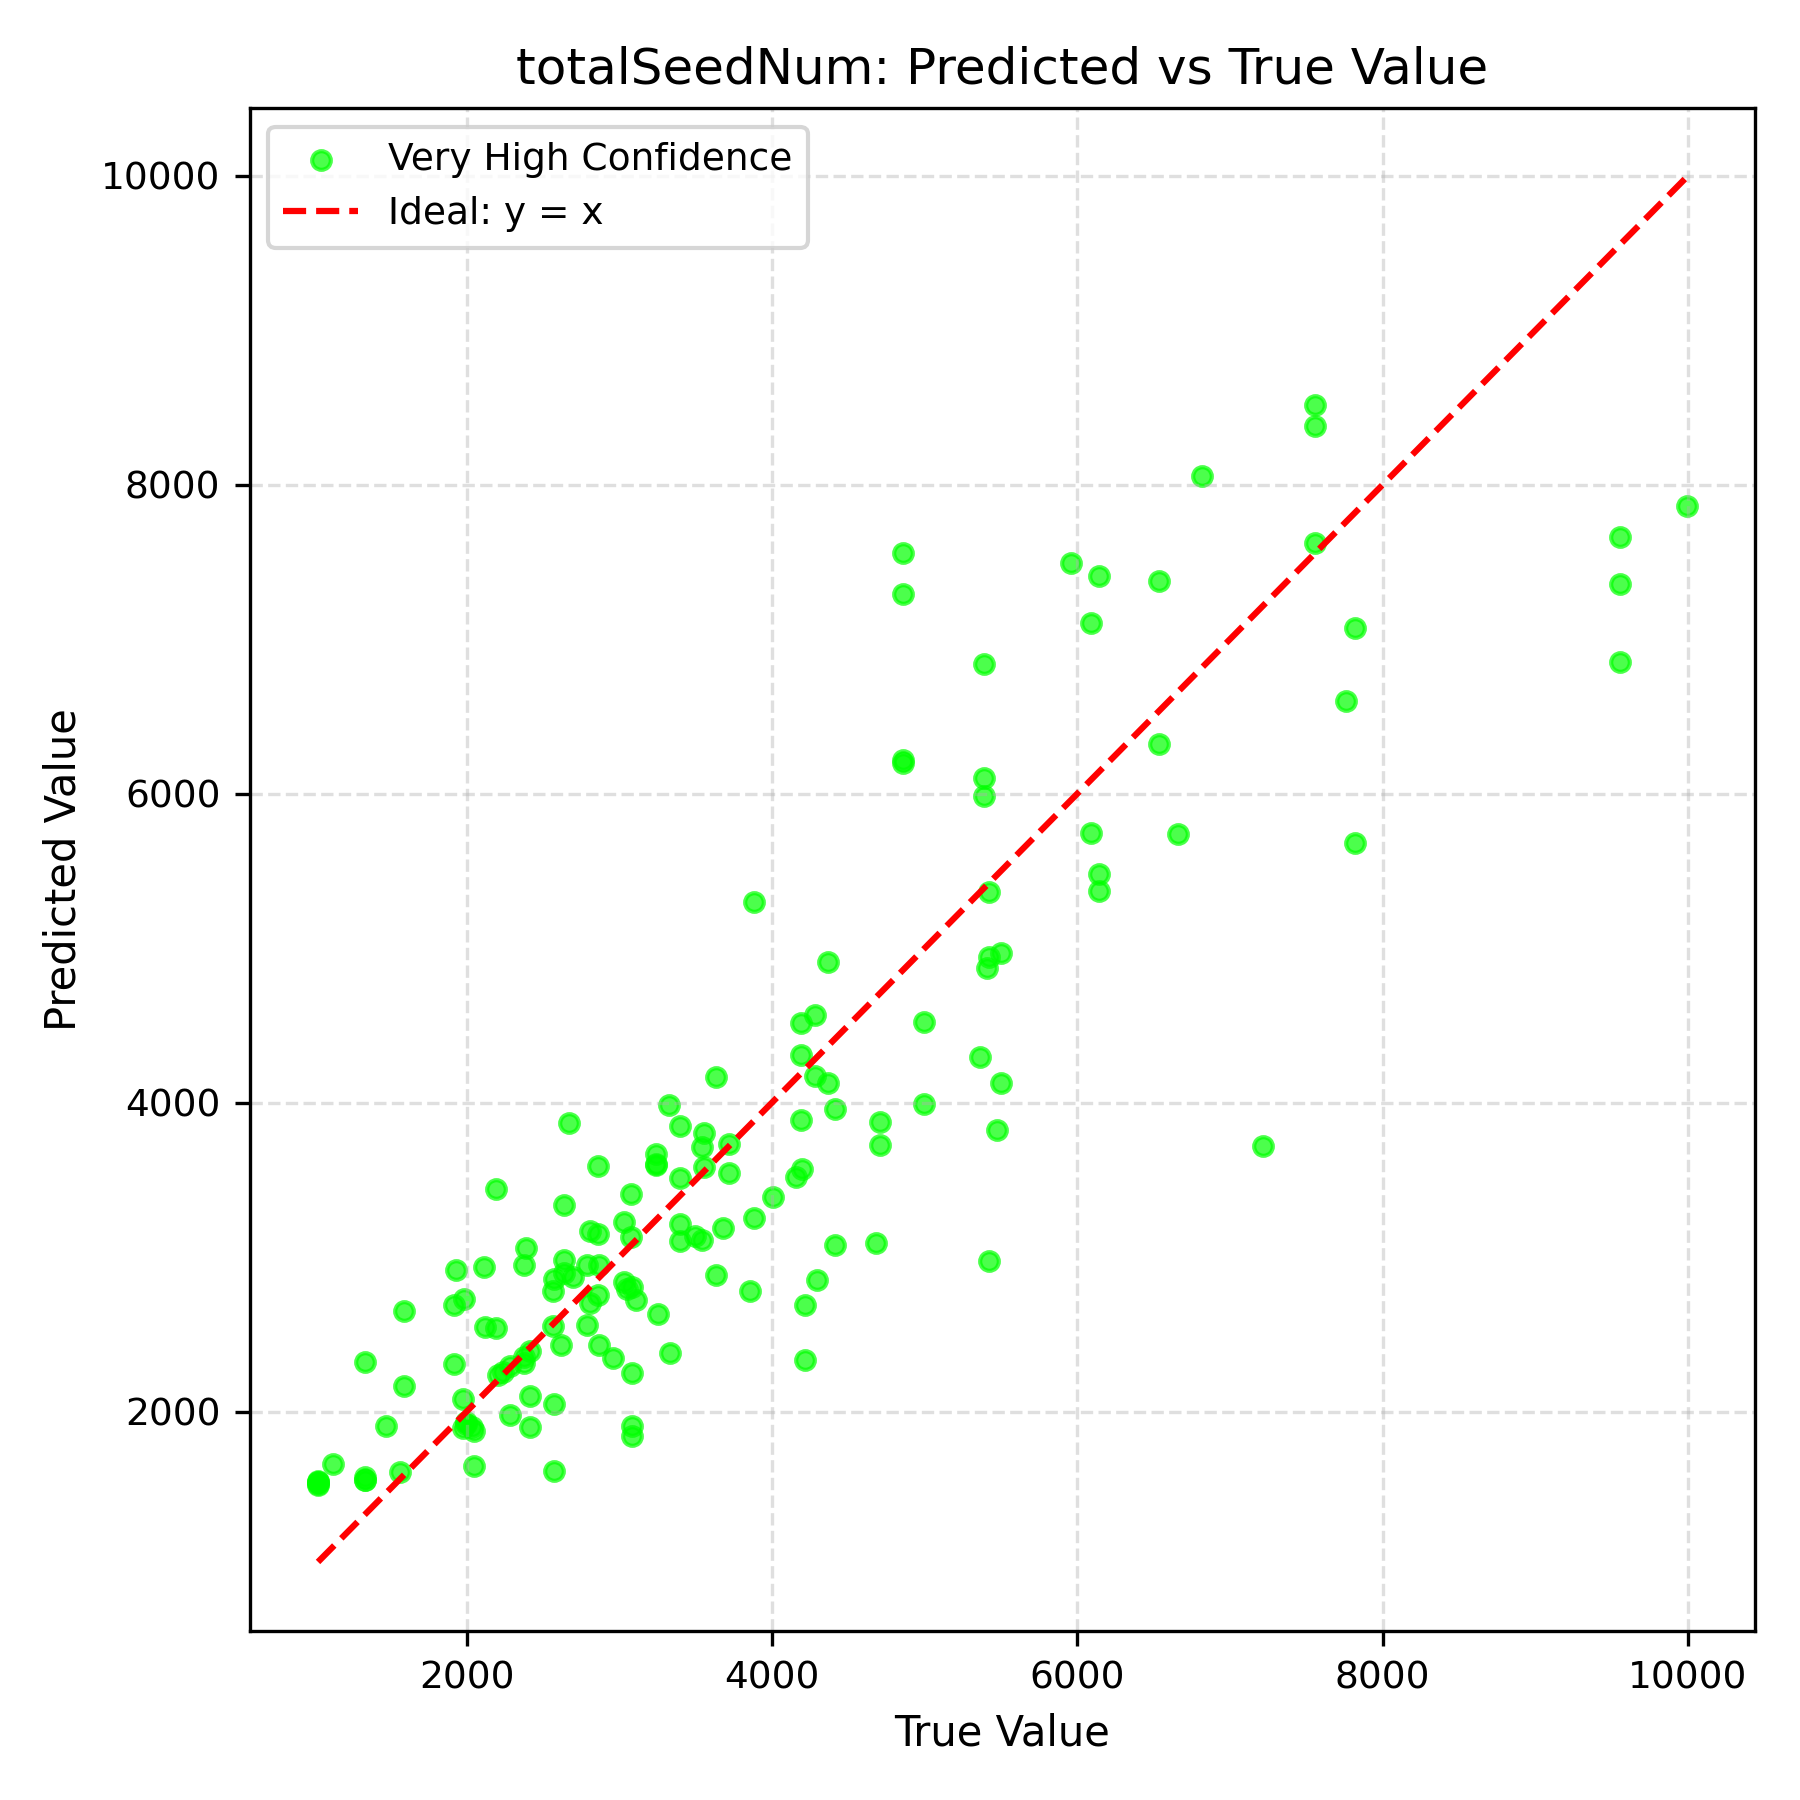 totalSeedNum: Predicted vs True Value
Very High Confidence
Ideal: y = x
10000
8000
6000
4000
2000
Predicted Value
2000 4000 6000 8000 10000
True Value